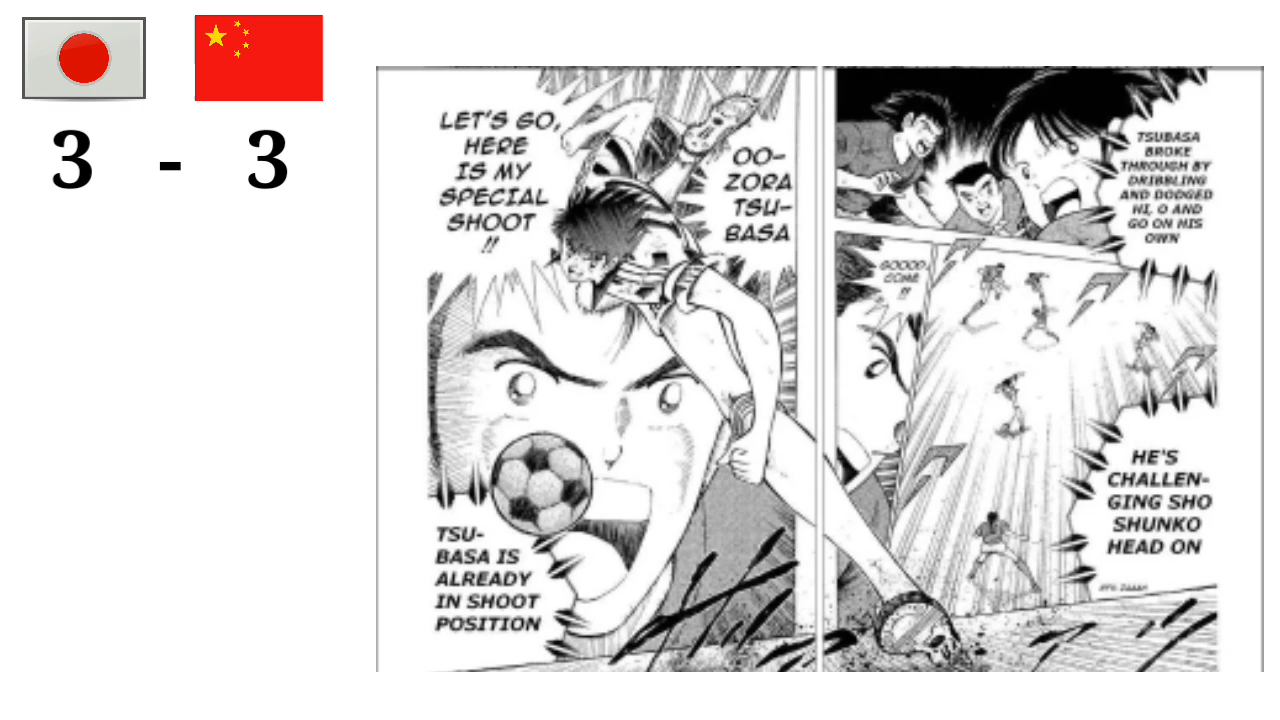 3 - 3
TSUBASA
BROKE
THROUGH BY
DRIBBLING
AND DODGED
HI, O AND
GO ON HIS
OWN
GOOOO,
COME
!!
HE'S
CHALLEN-
GING SHO
SHUNKO
HEAD ON
OO-
ZORA
TSU-
BASA
LET'S GO,
HERE
IS MY
SPECIAL
SHOOT
!!
TSU-
BASA IS
ALREADY
IN SHOOT
POSITION